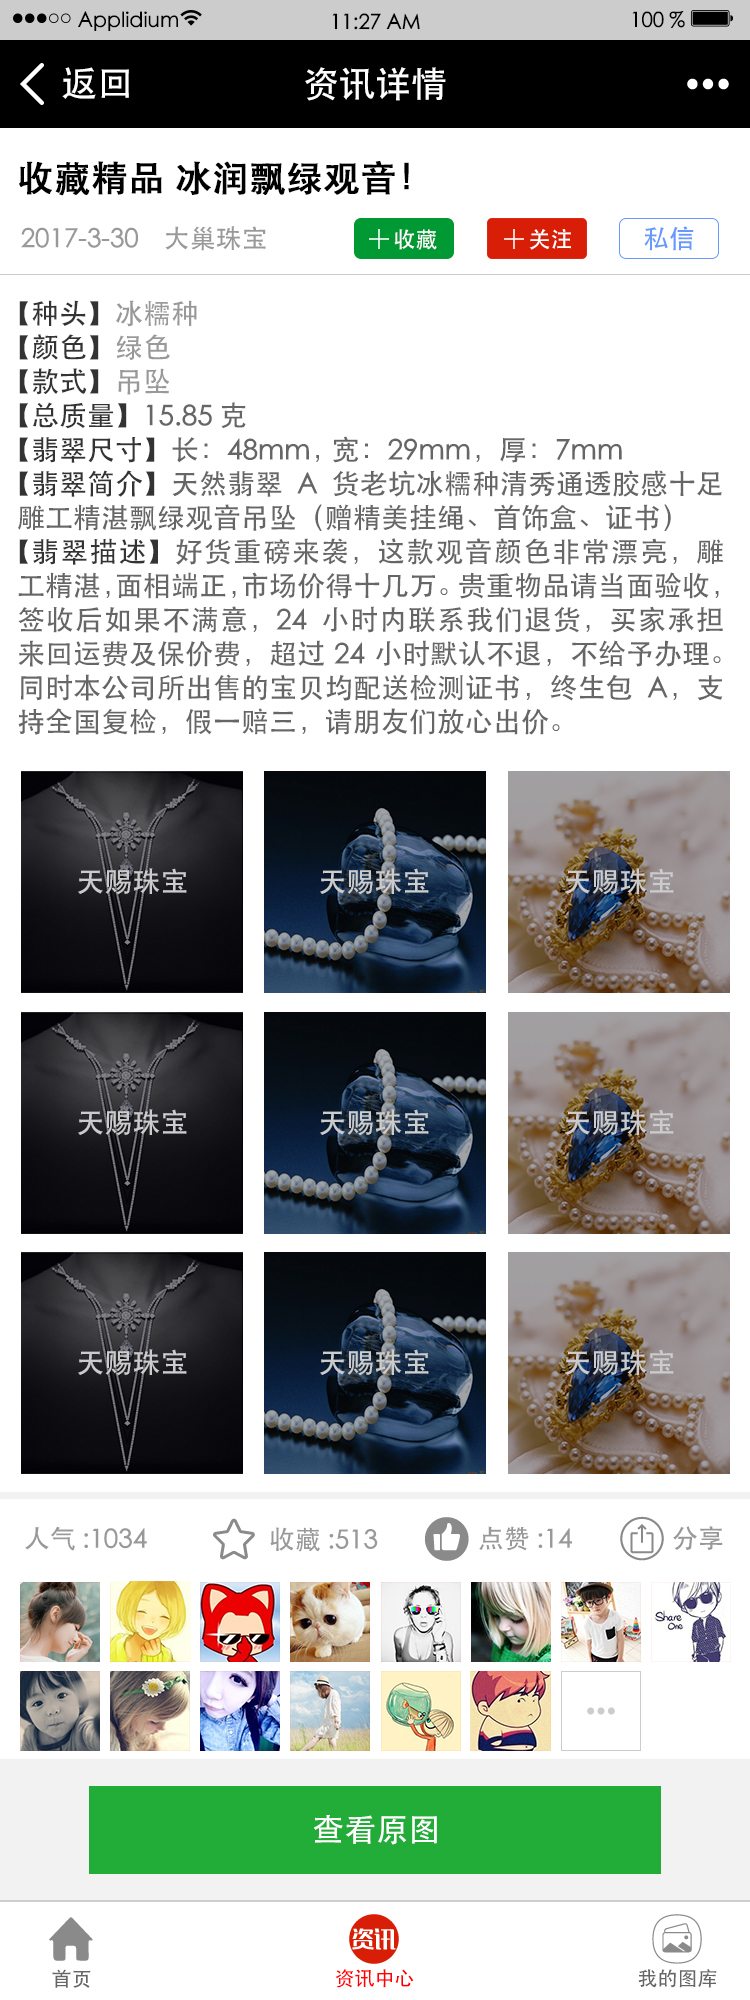 Applidium 11:27 AM 100 %
返回 资讯详情
收藏精品 冰润飘绿观音！
2017-3-30 大巢珠宝 +收藏 +关注 私信
【种头】冰糯种
【颜色】绿色
【款式】吊坠
【总质量】15.85 克
【翡翠尺寸】长：48mm，宽：29mm，厚：7mm
【翡翠简介】天然翡翠 A 货老坑冰糯种清秀通透胶感十足
雕工精湛飘绿观音吊坠（赠精美挂绳、首饰盒、证书）
【翡翠描述】好货重磅来袭，这款观音颜色非常漂亮，雕
工精湛，面相端正，市场价得十几万。贵重物品请当面验收，
签收后如果不满意，24 小时内联系我们退货，买家承担
来回运费及保价费，超过 24 小时默认不退，不给予办理。
同时本公司所出售的宝贝均配送检测证书，终生包 A，支
持全国复检，假一赔三，请朋友们放心出价。
天赐珠宝 天赐珠宝 天赐珠宝
天赐珠宝 天赐珠宝 天赐珠宝
天赐珠宝 天赐珠宝 天赐珠宝
人气 :1034 收藏 :513 点赞 :14 分享
Share
One
查看原图
资讯
首页 资讯中心 我的图库